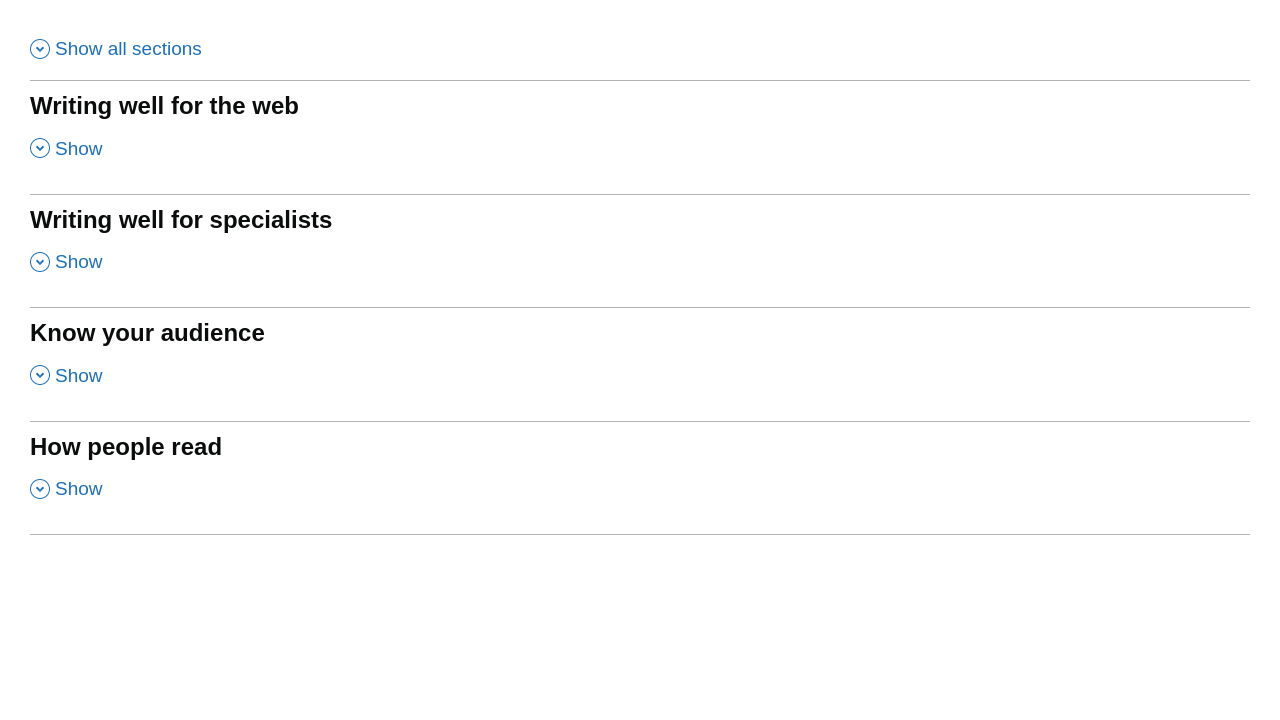 Show all sections
Writing well for the web
Show
Writing well for specialists
Show
Know your audience
Show
How people read
Show